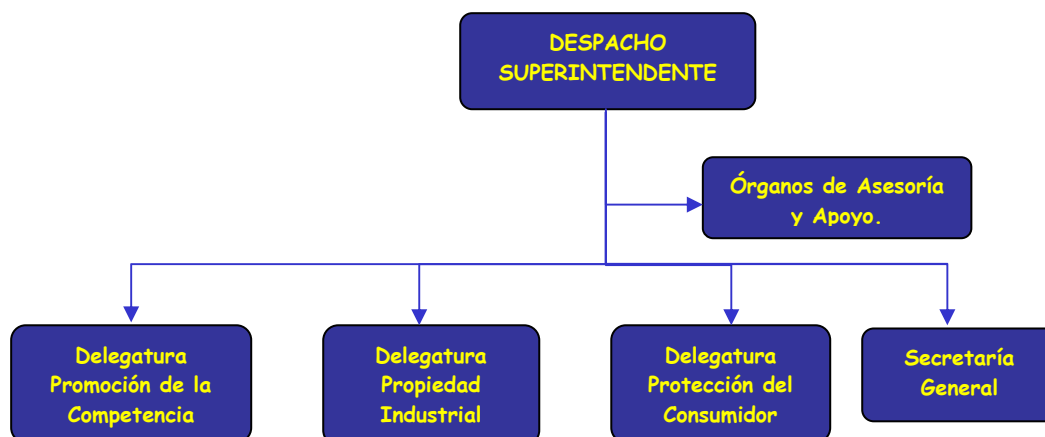 DESPACHO
SUPERINTENDENTE
Órganos de Asesoría
y Apoyo.
Delegatura
Promoción de la
Competencia
Delegatura
Propiedad
Industrial
Delegatura
Protección del
Consumidor
Secretaría
General